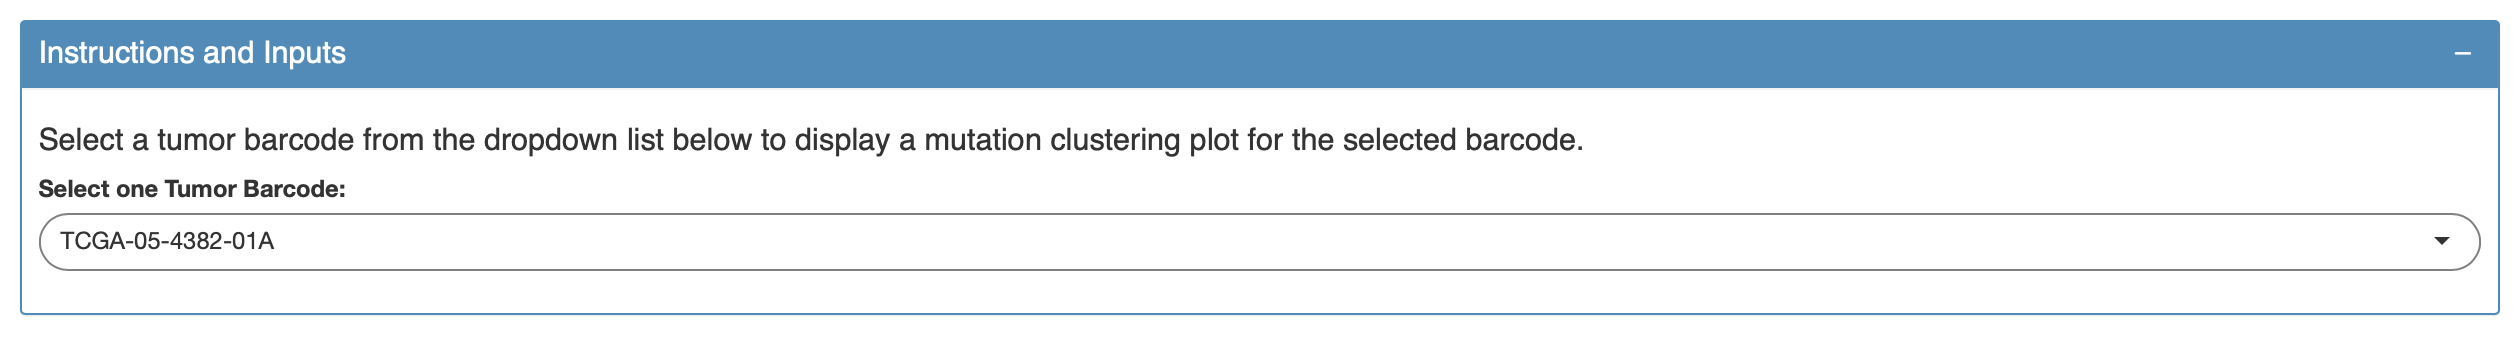 Instructions and Inputs
Select a tumor barcode from the dropdown list below to display a mutation clustering plot for the selected barcode.
Select one Tumor Barcode:
TCGA-05-4382-01A